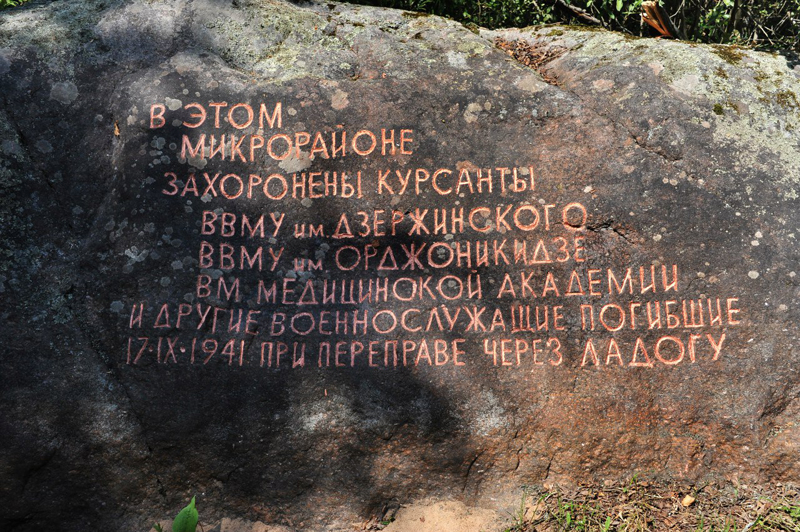 В ЭТОМ
МИКРОРАЙОНЕ
ЗАХОРОНЕНЫ КУРСАНТЫ
ВВМУ им. ДЗЕРЖИНСКОГО
ВВМУ им ОРДЖОНИКИДЗЕ
ВМ МЕДИЦИНСКОЙ АКАДЕМИИ
И ДРУГИЕ ВОЕННОСЛУЖАЩИЕ ПОГИБШИЕ
17·IX·1941 ПРИ ПЕРЕПРАВЕ ЧЕРЕЗ ЛАДОГУ